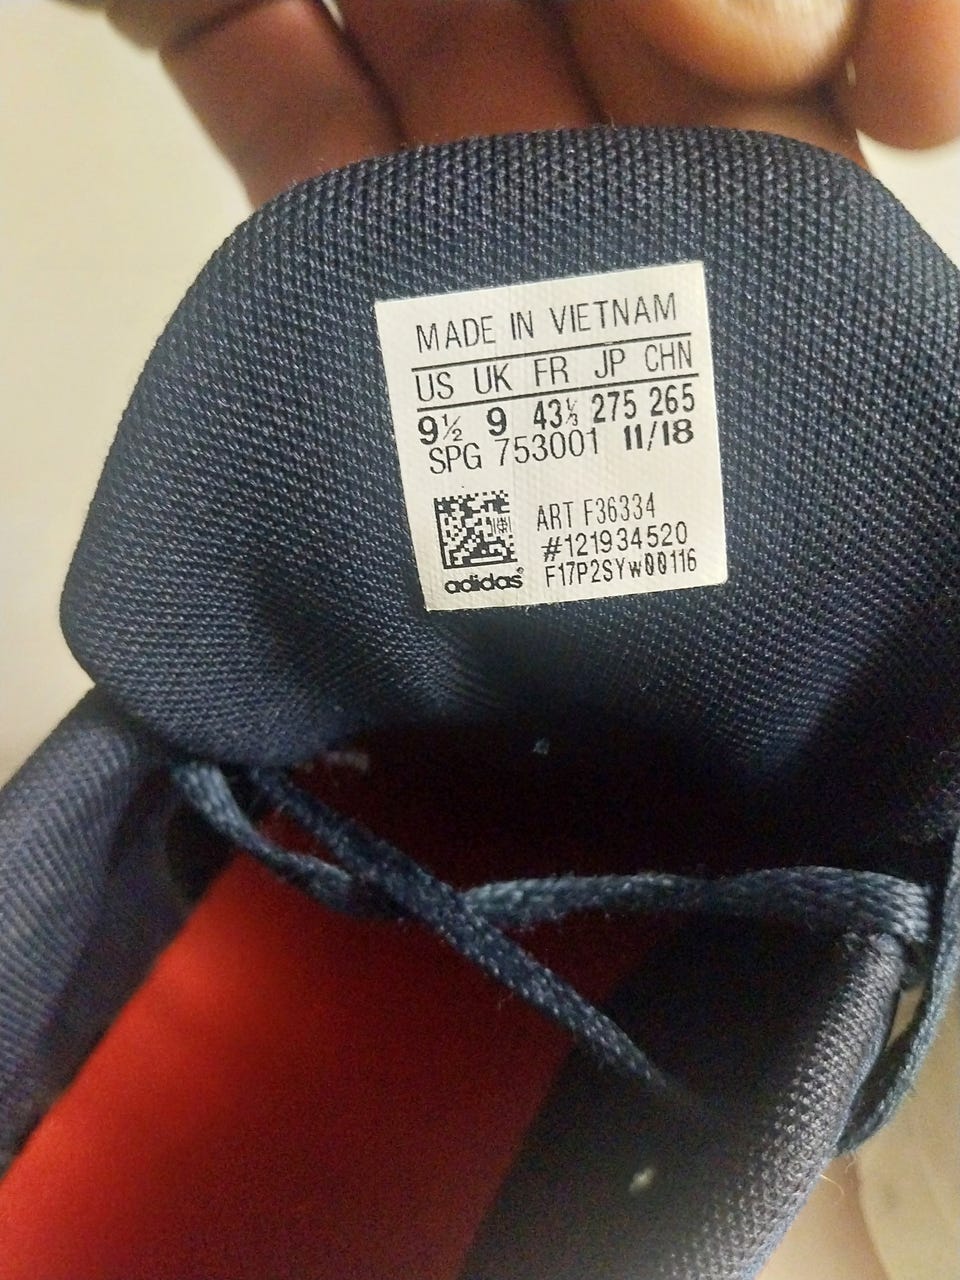 MADE IN VIETNAM
US UK FR JP CHN
9½ 9 43⅓ 275 265
SPG 753001 11/18
ART F36334
#121934520
adidas® F17P2SYW00116